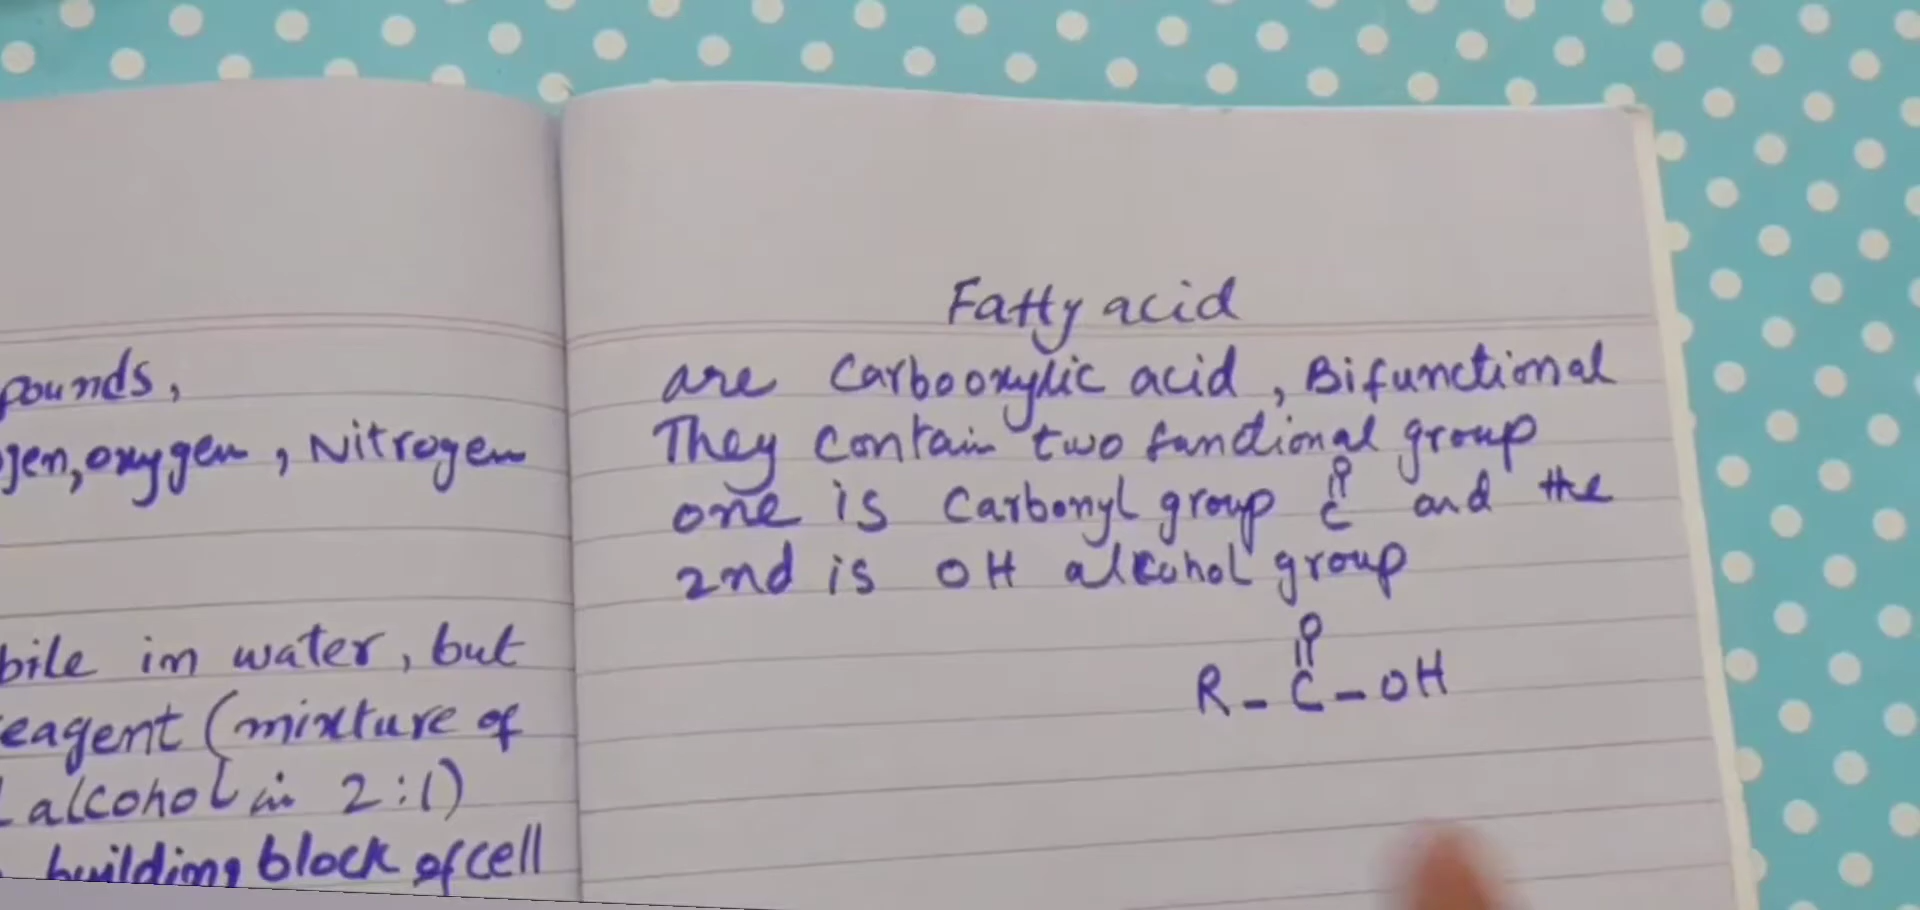 pounds,
gen, oxygen, Nitrogen
bile in water, but
eagent (mixture of
alcohol in 2:1)
building block of cell
Fatty acid
are Carbooxylic acid, Bifunctional
They contain two functional group
one is Carbonyl group O
C and the
2nd is OH alcohol group
O
R-C-OH